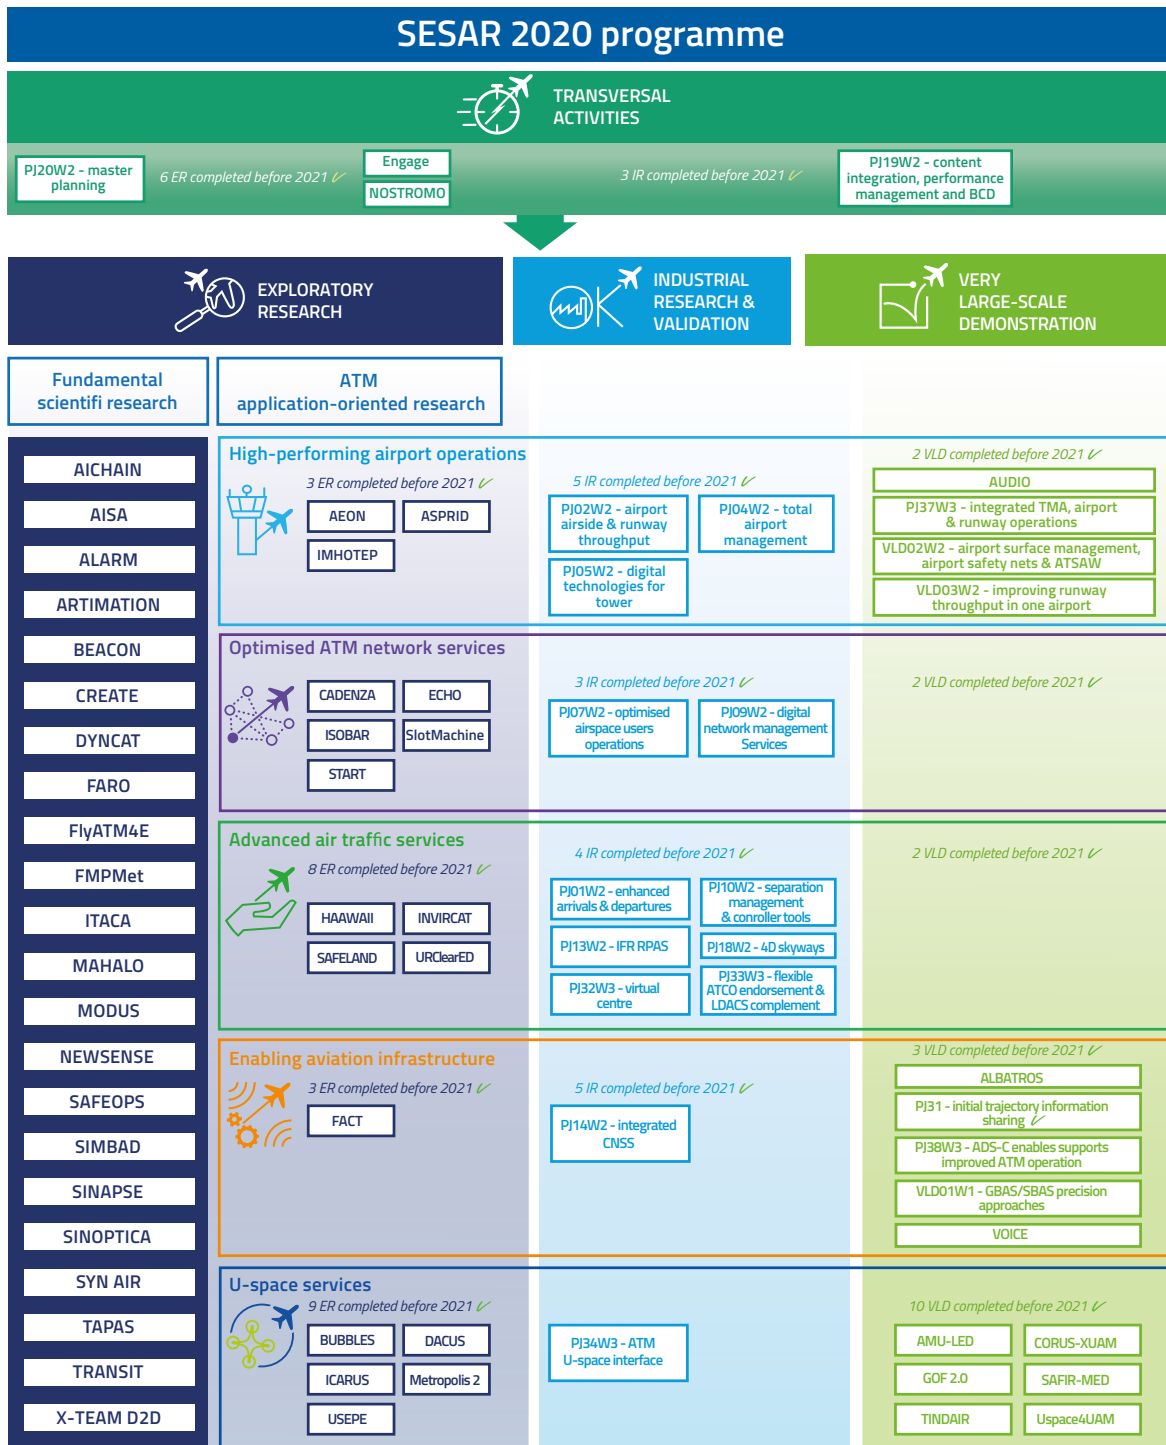 SESAR 2020 programme
TRANSVERSAL
ACTIVITIES
PJ20W2 - master
planning
6 ER completed before 2021
Engage
NOSTROMO
3 IR completed before 2021
PJ19W2 - content
integration, performance
management and BCD
EXPLORATORY
RESEARCH
INDUSTRIAL
RESEARCH &
VALIDATION
VERY
LARGE-SCALE
DEMONSTRATION
Fundamental
scientifi research
ATM
application-oriented research
AICHAIN
AISA
ALARM
ARTIMATION
BEACON
CREATE
DYNCAT
FARO
FlyATM4E
FMPMet
ITACA
MAHALO
MODUS
NEWSENSE
SAFEOPS
SIMBAD
SINAPSE
SINOPTICA
SYN AIR
TAPAS
TRANSIT
X-TEAM D2D
High-performing airport operations
3 ER completed before 2021
AEON
ASPRID
IMHOTEP
5 IR completed before 2021
PJ02W2 - airport
airside & runway
throughput
PJ04W2 - total
airport
management
PJ05W2 - digital
technologies for
tower
2 VLD completed before 2021
AUDIO
PJ37W3 - integrated TMA, airport
& runway operations
VLD02W2 - airport surface management,
airport safety nets & ATSAW
VLD03W2 - improving runway
throughput in one airport
Optimised ATM network services
CADENZA
ECHO
ISOBAR
SlotMachine
START
3 IR completed before 2021
PJ07W2 - optimised
airspace users
operations
PJ09W2 - digital
network management
Services
2 VLD completed before 2021
Advanced air traffic services
8 ER completed before 2021
HAAWAII
INVIRCAT
SAFELAND
URClearED
4 IR completed before 2021
PJ01W2 - enhanced
arrivals & departures
PJ10W2 - separation
management
& conroller tools
PJ13W2 - IFR RPAS
PJ18W2 - 4D skyways
PJ32W3 - virtual
centre
PJ33W3 - flexible
ATCO endorsement &
LDACS complement
2 VLD completed before 2021
Enabling aviation infrastructure
3 ER completed before 2021
FACT
5 IR completed before 2021
PJ14W2 - integrated
CNSS
3 VLD completed before 2021
ALBATROS
PJ31 - initial trajectory information
sharing
PJ38W3 - ADS-C enables supports
improved ATM operation
VLD01W1 - GBAS/SBAS precision
approaches
VOICE
U-space services
9 ER completed before 2021
BUBBLES
DACUS
ICARUS
Metropolis 2
USEPE
PJ34W3 - ATM
U-space interface
10 VLD completed before 2021
AMU-LED
CORUS-XUAM
GOF 2.0
SAFIR-MED
TINDAIR
Uspace4UAM